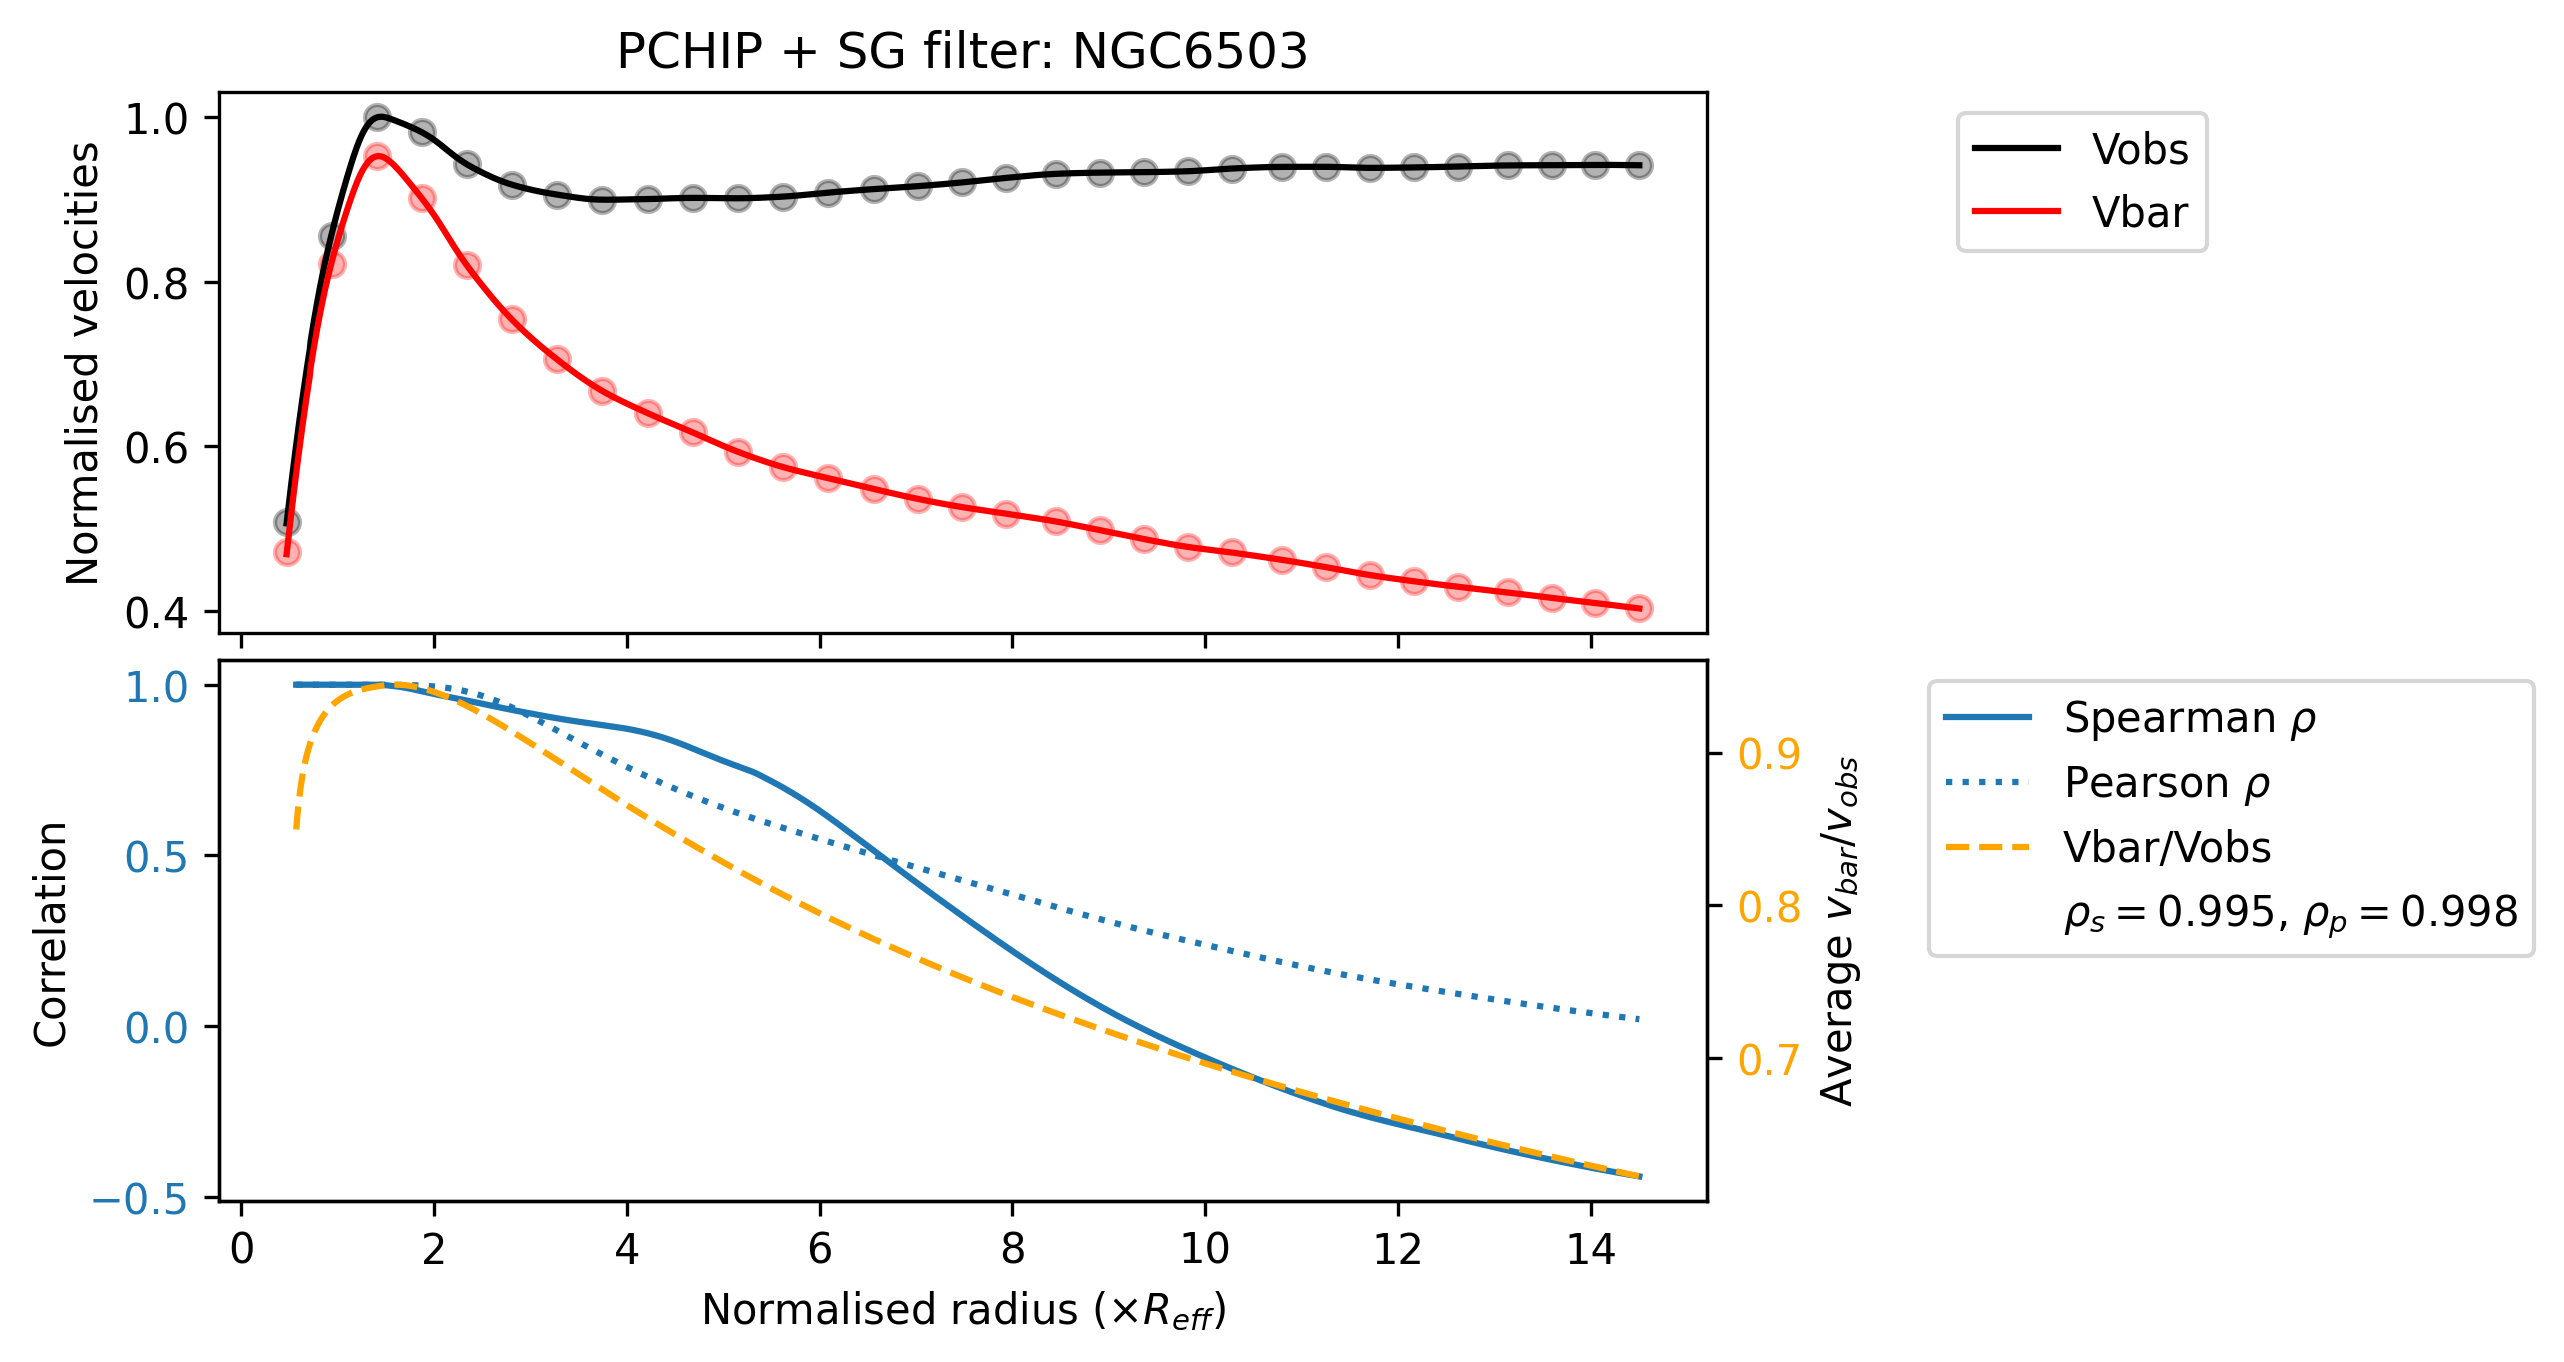 PCHIP + SG filter: NGC6503
Normalised velocities
1.0
0.8
0.6
0.4
Vobs
Vbar
Correlation
1.0
0.5
0.0
−0.5
0.9
0.8
0.7
Average v_bar/v_obs
Spearman ρ
Pearson ρ
Vbar/Vobs
ρ_s = 0.995, ρ_p = 0.998
0 2 4 6 8 10 12 14
Normalised radius (×R_eff)